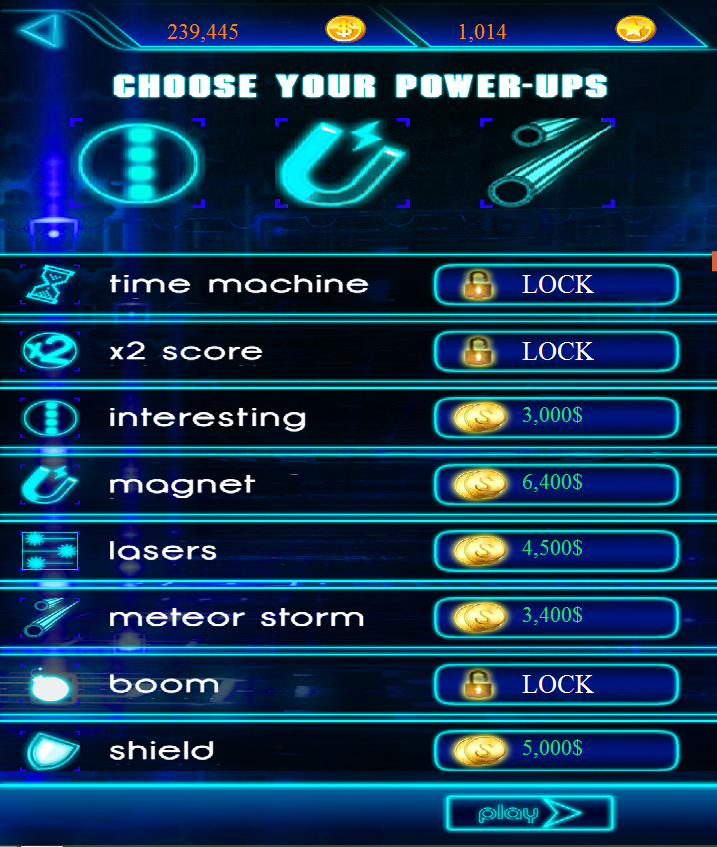 239,445 1,014
CHOOSE YOUR POWER-UPS
time machine LOCK
x2 x2 score LOCK
interesting 3,000$
magnet 6,400$
lasers 4,500$
meteor storm 3,400$
boom LOCK
shield 5,000$
play